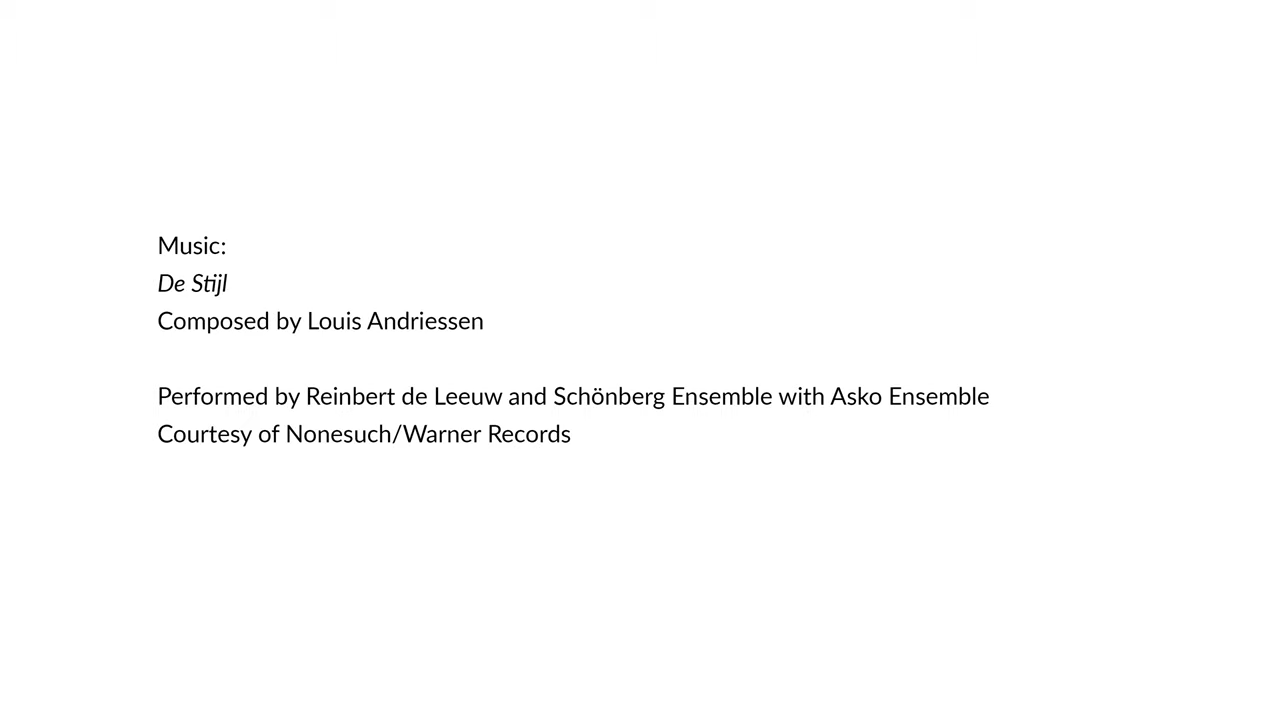 Music:
De Stijl
Composed by Louis Andriessen
Performed by Reinbert de Leeuw and Schönberg Ensemble with Asko Ensemble
Courtesy of Nonesuch/Warner Records